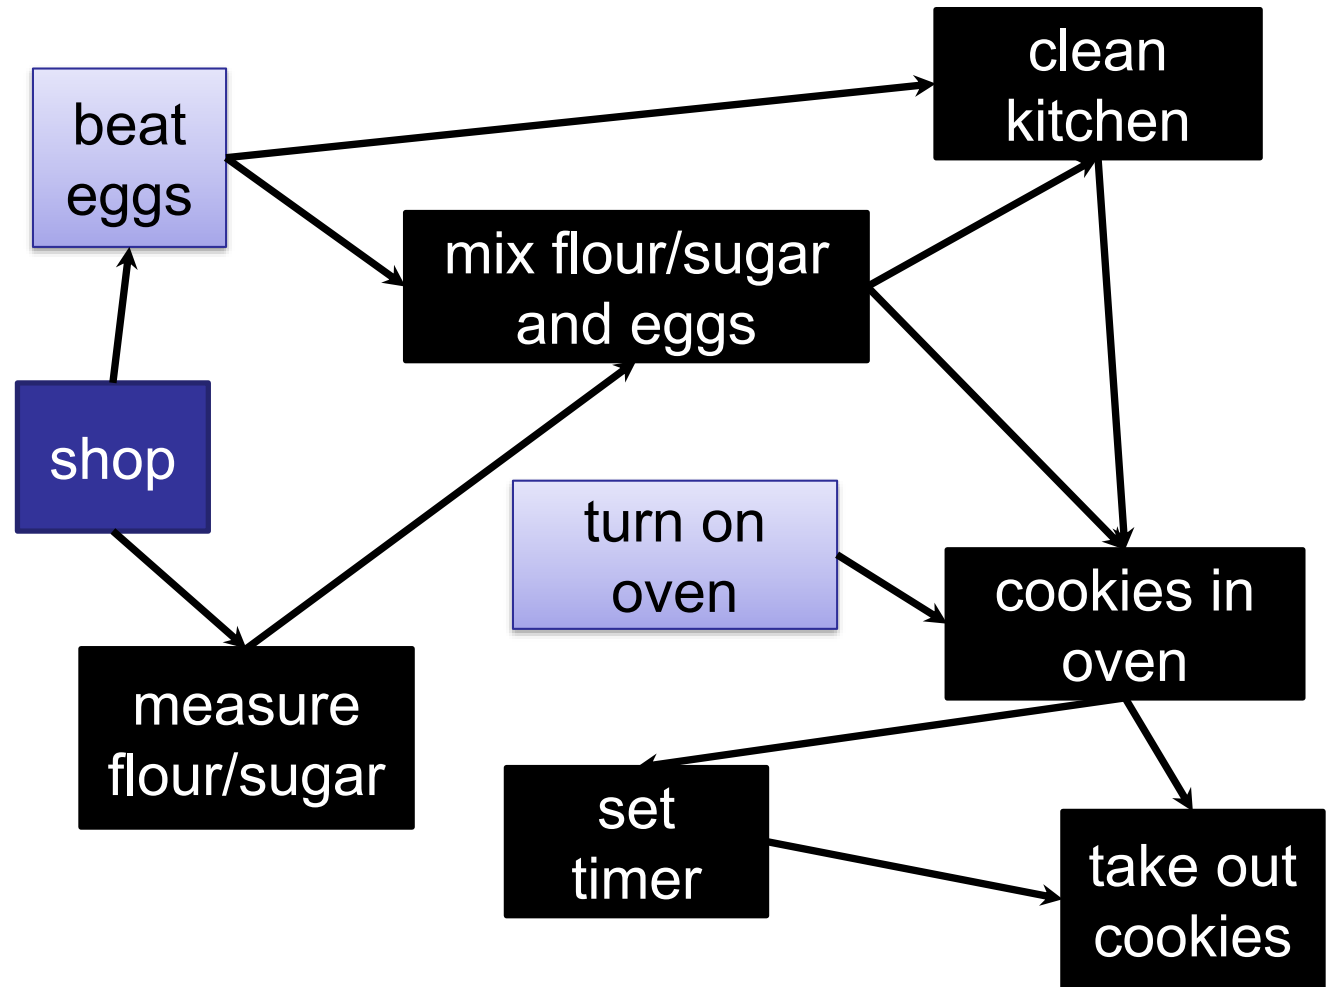 clean
kitchen
beat
eggs
mix flour/sugar
and eggs
shop
turn on
oven
cookies in
oven
measure
flour/sugar
set
timer
take out
cookies